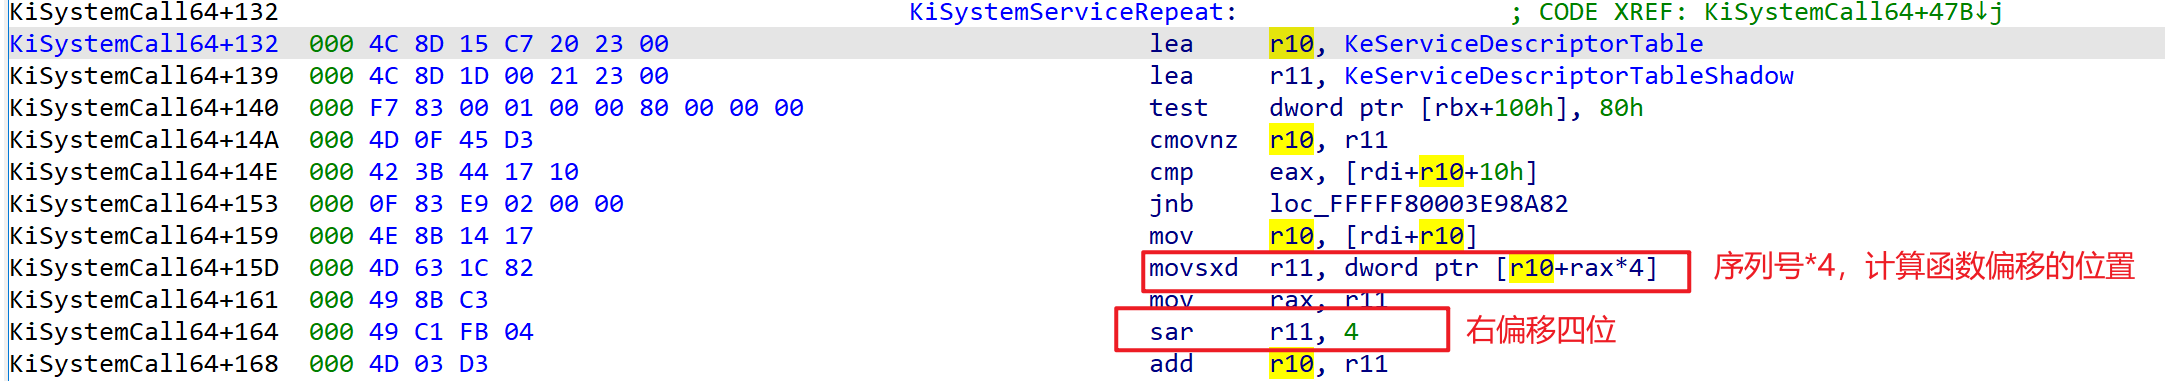 KiSystemCall64+132 KiSystemServiceRepeat: ; CODE XREF: KiSystemCall64+47B↓j
KiSystemCall64+132 000 4C 8D 15 C7 20 23 00 lea r10, KeServiceDescriptorTable
KiSystemCall64+139 000 4C 8D 1D 00 21 23 00 lea r11, KeServiceDescriptorTableShadow
KiSystemCall64+140 000 F7 83 00 01 00 00 80 00 00 00 test dword ptr [rbx+100h], 80h
KiSystemCall64+14A 000 4D 0F 45 D3 cmovnz r10, r11
KiSystemCall64+14E 000 42 3B 44 17 10 cmp eax, [rdi+r10+10h]
KiSystemCall64+153 000 0F 83 E9 02 00 00 jnb loc_FFFFF80003E98A82
KiSystemCall64+159 000 4E 8B 14 17 mov r10, [rdi+r10]
KiSystemCall64+15D 000 4D 63 1C 82 movsxd r11, dword ptr [r10+rax*4] 序列号*4，计算函数偏移的位置
KiSystemCall64+161 000 49 8B C3 mov rax, r11
KiSystemCall64+164 000 49 C1 FB 04 sar r11, 4 右偏移四位
KiSystemCall64+168 000 4D 03 D3 add r10, r11